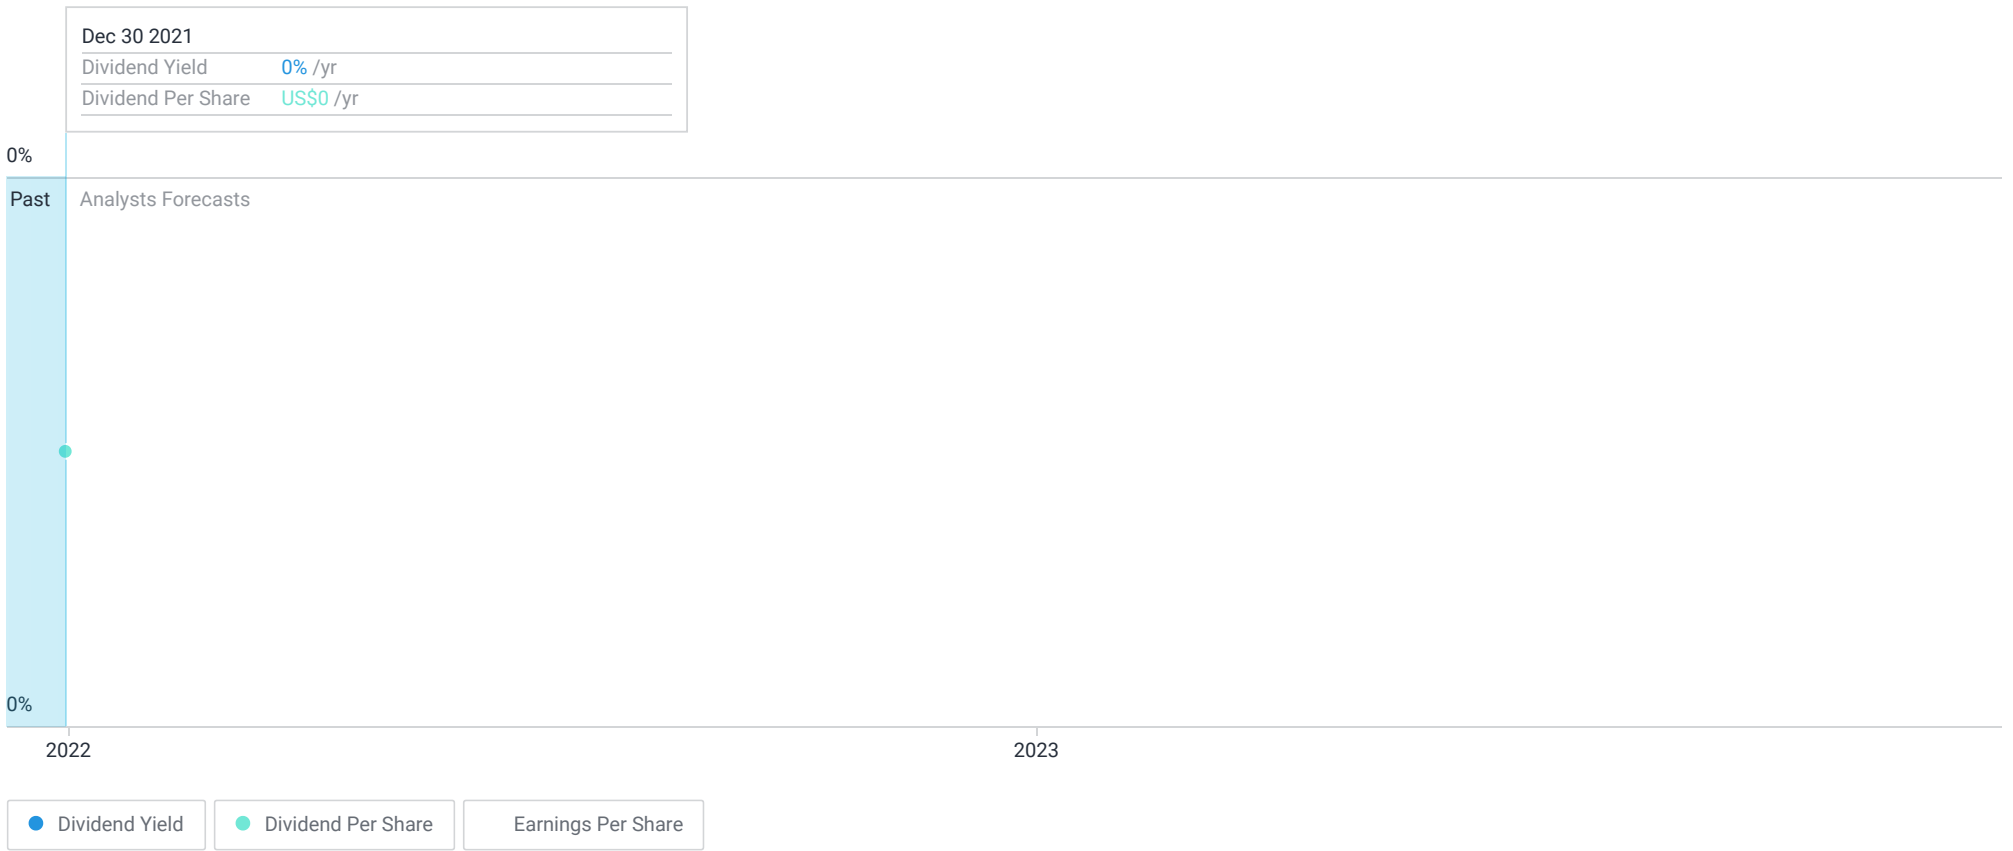 Dec 30 2021
Dividend Yield 0% /yr
Dividend Per Share US$0 /yr
0%
Past Analysts Forecasts
0%
2022 2023
Dividend Yield Dividend Per Share Earnings Per Share